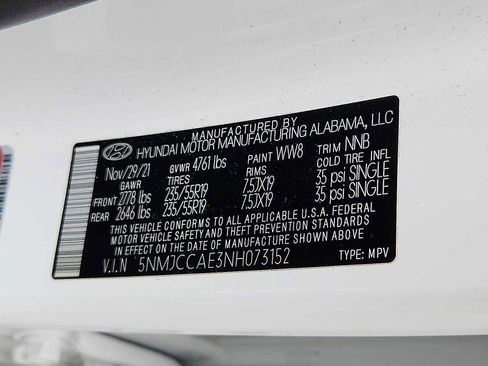 MANUFACTURED BY
HYUNDAI MOTOR MANUFACTURING ALABAMA, LLC
Nov/29/21 GVWR 4761 lbs PAINT WW8 TRIM NNB
GAWR TIRES RIMS COLD TIRE INFL
FRONT 2778 lbs 235/55R19 7.5JX19 35 psi SINGLE
REAR 2646 lbs 235/55R19 7.5JX19 35 psi SINGLE
THIS VEHICLE CONFORMS TO ALL APPLICABLE U.S.A. FEDERAL
MOTOR VEHICLE SAFETY AND THEFT PREVENTION STANDARDS
IN EFFECT ON THE DATE OF MANUFACTURE SHOWN ABOVE.
V.I.N 5NMJCCAE3NH073152 TYPE: MPV